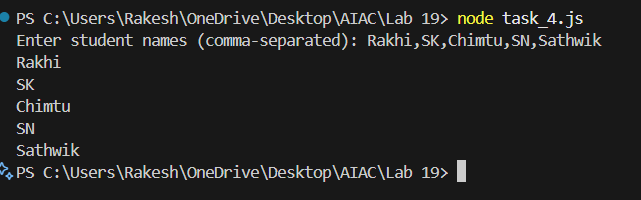 PS C:\Users\Rakesh\OneDrive\Desktop\AIAC\Lab 19> node task_4.js
Enter student names (comma-separated): Rakhi,SK,Chimtu,SN,Sathwik
Rakhi
SK
Chimtu
SN
Sathwik
PS C:\Users\Rakesh\OneDrive\Desktop\AIAC\Lab 19>